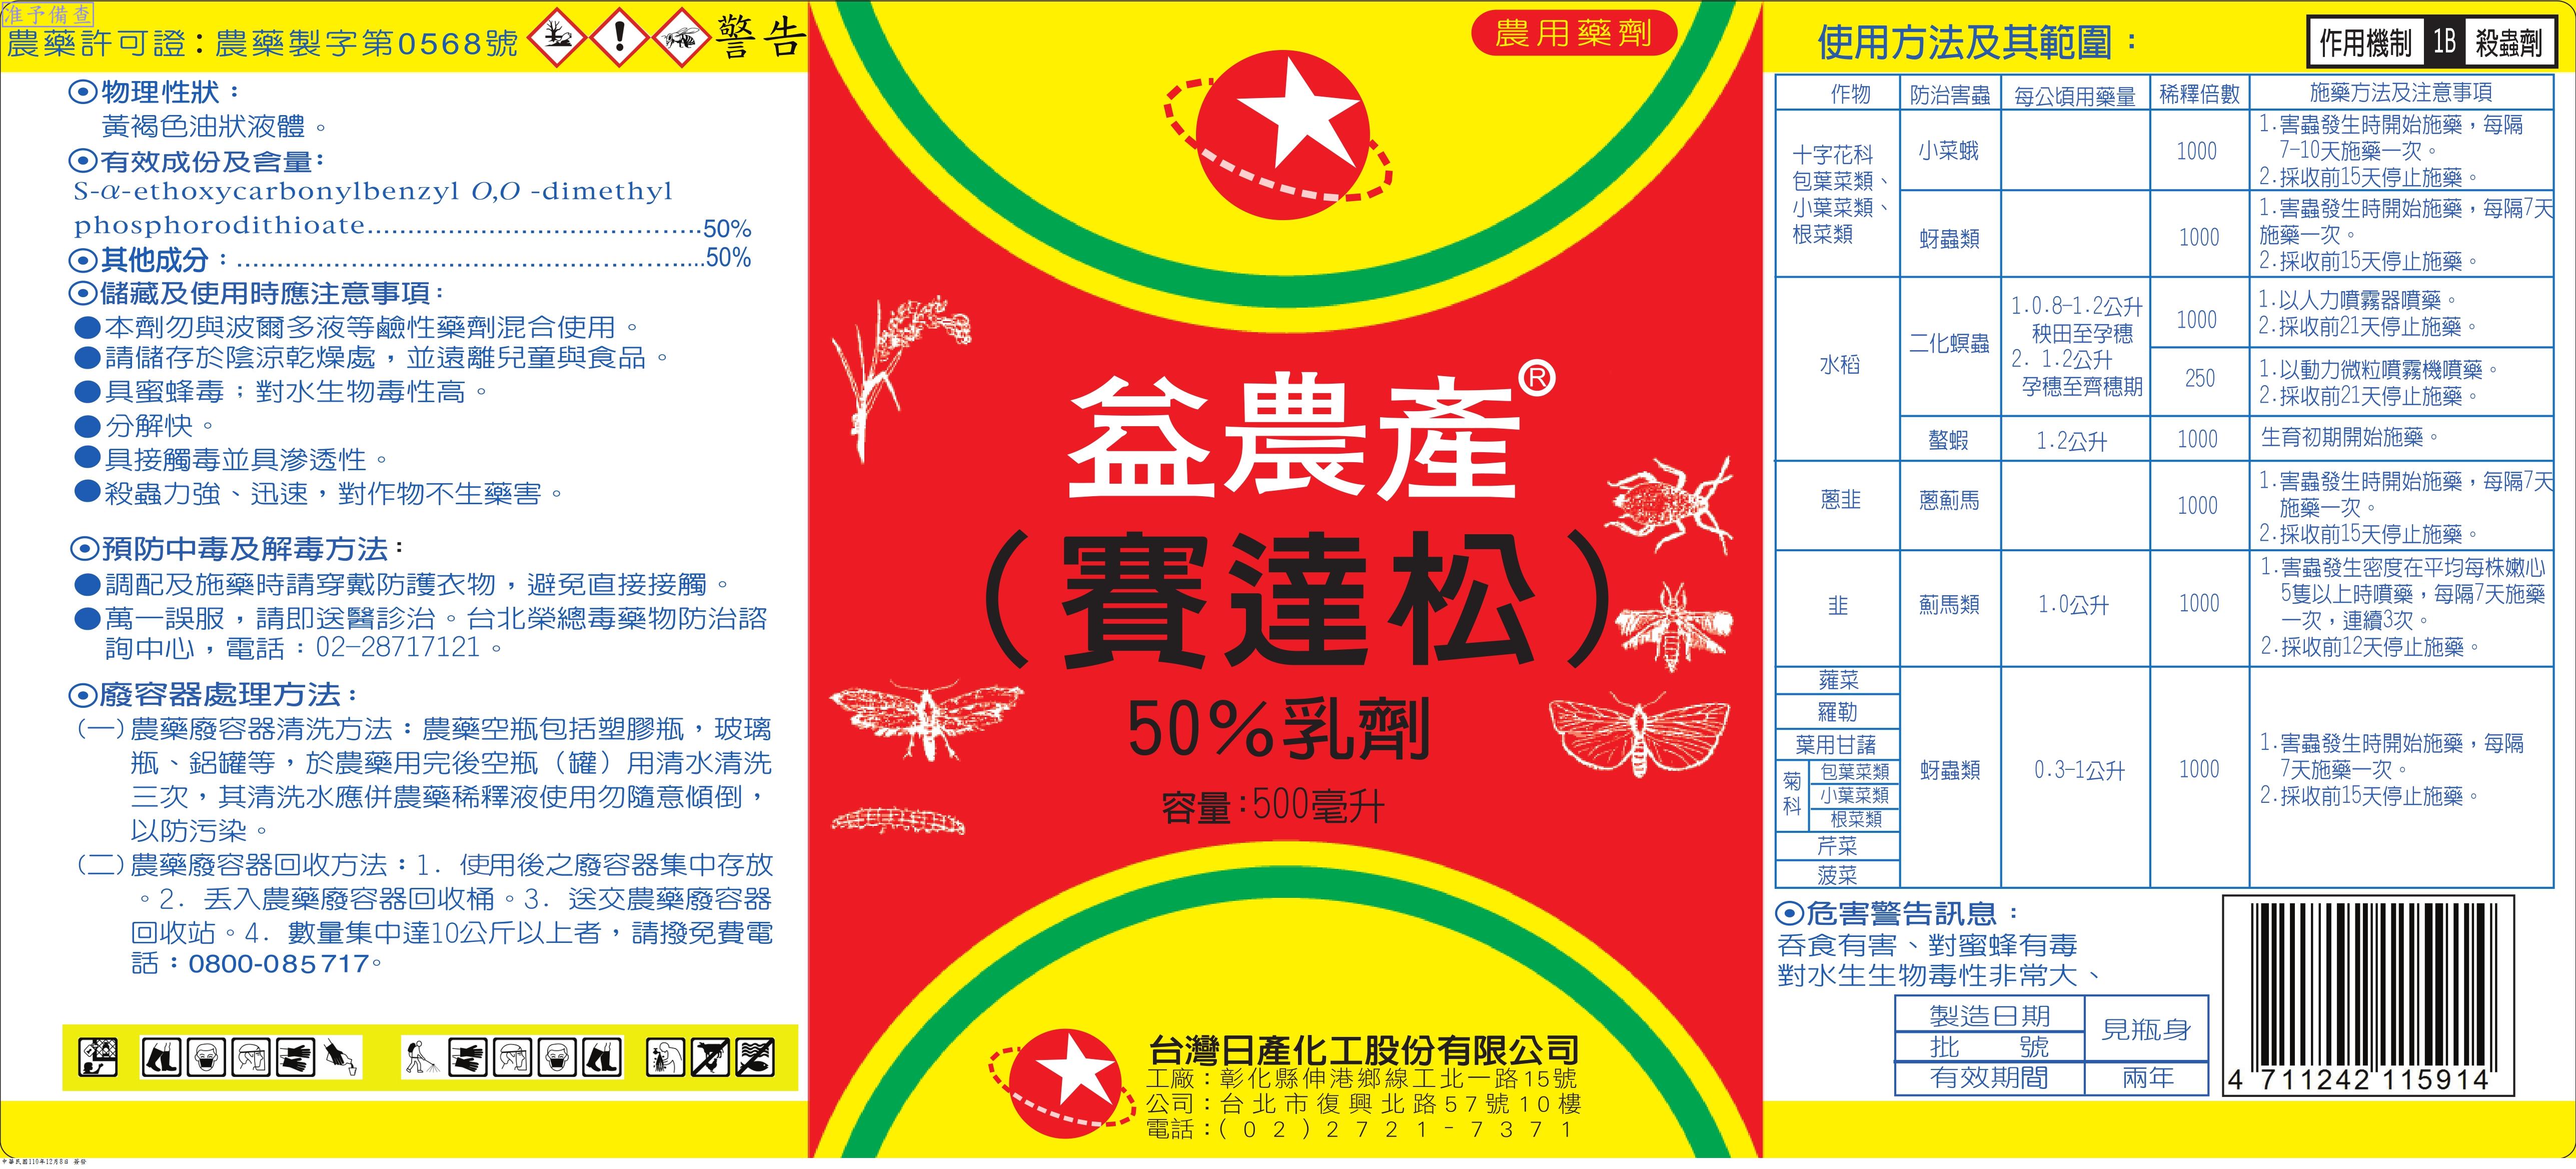 准予備查
農藥許可證：農藥製字第0568號
警告
物理性狀：
黃褐色油狀液體。
有效成份及含量：
S-α-ethoxycarbonylbenzyl O,O -dimethyl
phosphorodithioate........................................50%
其他成分：........................................................50%
儲藏及使用時應注意事項：
本劑勿與波爾多液等鹼性藥劑混合使用。
請儲存於陰涼乾燥處，並遠離兒童與食品。
具蜜蜂毒；對水生物毒性高。
分解快。
具接觸毒並具滲透性。
殺蟲力強、迅速，對作物不生藥害。
預防中毒及解毒方法：
調配及施藥時請穿戴防護衣物，避免直接接觸。
萬一誤服，請即送醫診治。台北榮總毒藥物防治諮
詢中心，電話：02-28717121。
廢容器處理方法：
(一)農藥廢容器清洗方法：農藥空瓶包括塑膠瓶，玻璃
瓶、鋁罐等，於農藥用完後空瓶（罐）用清水清洗
三次，其清洗水應併農藥稀釋液使用勿隨意傾倒，
以防污染。
(二)農藥廢容器回收方法：1. 使用後之廢容器集中存放
。2. 丟入農藥廢容器回收桶。3. 送交農藥廢容器
回收站。4. 數量集中達10公斤以上者，請撥免費電
話：0800-085717。
中華民國110年12月8日 簽發
農用藥劑
益農產®
（賽達松）
50%乳劑
容量：500毫升
台灣日產化工股份有限公司
工廠：彰化縣伸港鄉線工北一路15號
公司：台北市復興北路57號10樓
電話：(02)2721-7371
使用方法及其範圍：
作用機制 1B 殺蟲劑
作物 防治害蟲 每公頃用藥量 稀釋倍數 施藥方法及注意事項
十字花科
包葉菜類、
小葉菜類、
根菜類
小菜蛾 1000
1.害蟲發生時開始施藥，每隔
7-10天施藥一次。
2.採收前15天停止施藥。
蚜蟲類 1000
1.害蟲發生時開始施藥，每隔7天
施藥一次。
2.採收前15天停止施藥。
水稻
二化螟蟲
1.0.8-1.2公升
秧田至孕穗
2. 1.2公升
孕穗至齊穗期
1000
1.以人力噴霧器噴藥。
2.採收前21天停止施藥。
250
1.以動力微粒噴霧機噴藥。
2.採收前21天停止施藥。
螯蝦 1.2公升 1000 生育初期開始施藥。
蔥韭 蔥薊馬 1000
1.害蟲發生時開始施藥，每隔7天
施藥一次。
2.採收前15天停止施藥。
韭 薊馬類 1.0公升 1000
1.害蟲發生密度在平均每株嫩心
5隻以上時噴藥，每隔7天施藥
一次，連續3次。
2.採收前12天停止施藥。
蕹菜
羅勒
葉用甘藷
菊科
包葉菜類
小葉菜類
根菜類
芹菜
菠菜
蚜蟲類 0.3-1公升 1000
1.害蟲發生時開始施藥，每隔
7天施藥一次。
2.採收前15天停止施藥。
危害警告訊息：
吞食有害、對蜜蜂有毒
對水生生物毒性非常大、
製造日期
批 號
見瓶身
有效期間 兩年
4 711242 115914